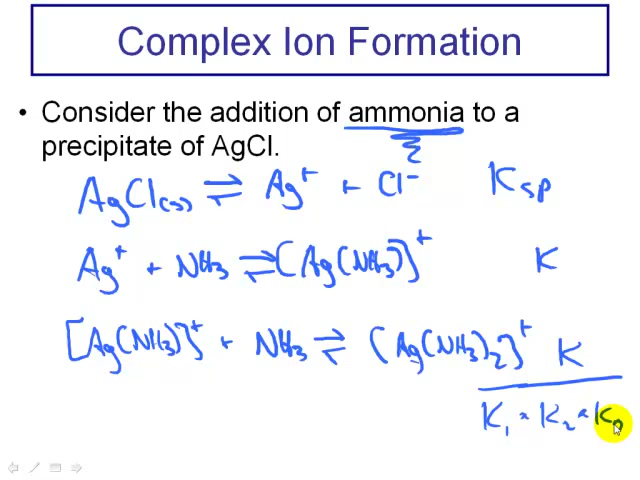 Complex Ion Formation
• Consider the addition of ammonia to a
precipitate of AgCl.
AgCl(s) ⇌ Ag⁺ + Cl⁻ Ksp
Ag⁺ + NH₃ ⇌ [Ag(NH₃)]⁺ K
[Ag(NH₃)]⁺ + NH₃ ⇌ [Ag(NH₃)₂]⁺ K
K₁ × K₂ × K